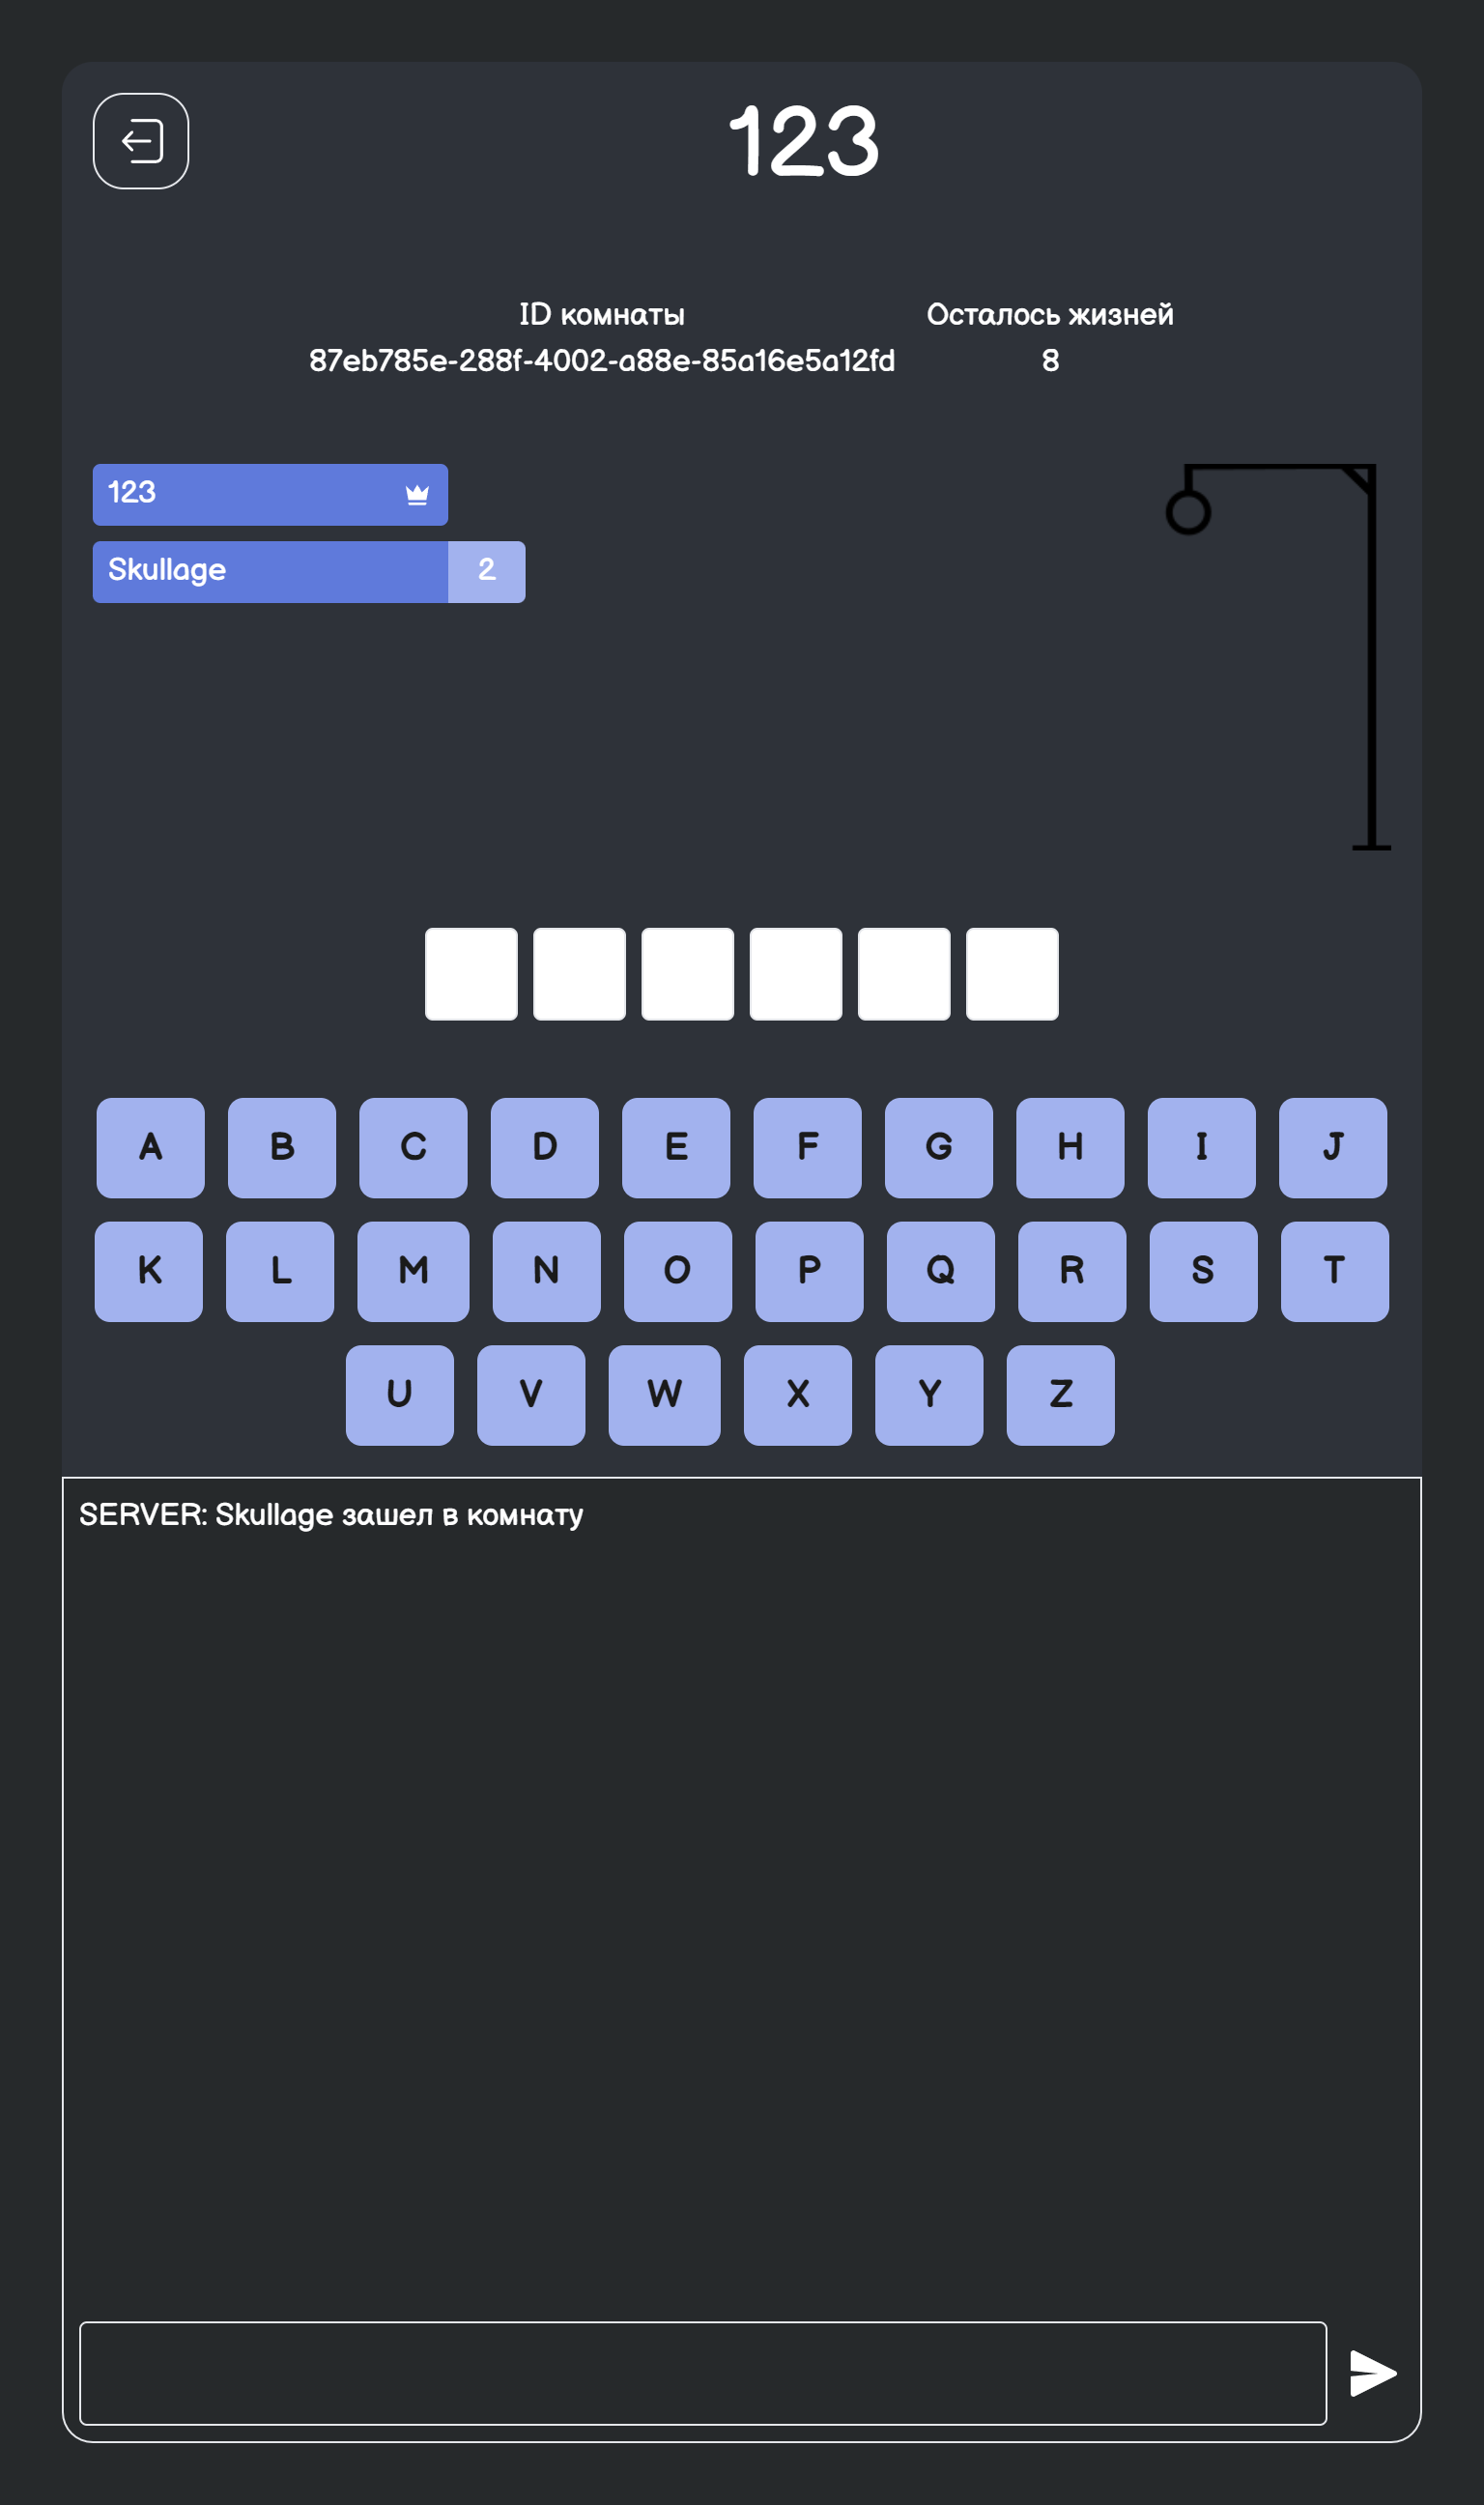 123
ID комнаты
87eb785e-288f-4002-a88e-85a16e5a12fd
Осталось жизней
8
123
Skullage 2
A B C D E F G H I J
K L M N O P Q R S T
U V W X Y Z
SERVER: Skullage зашел в комнату